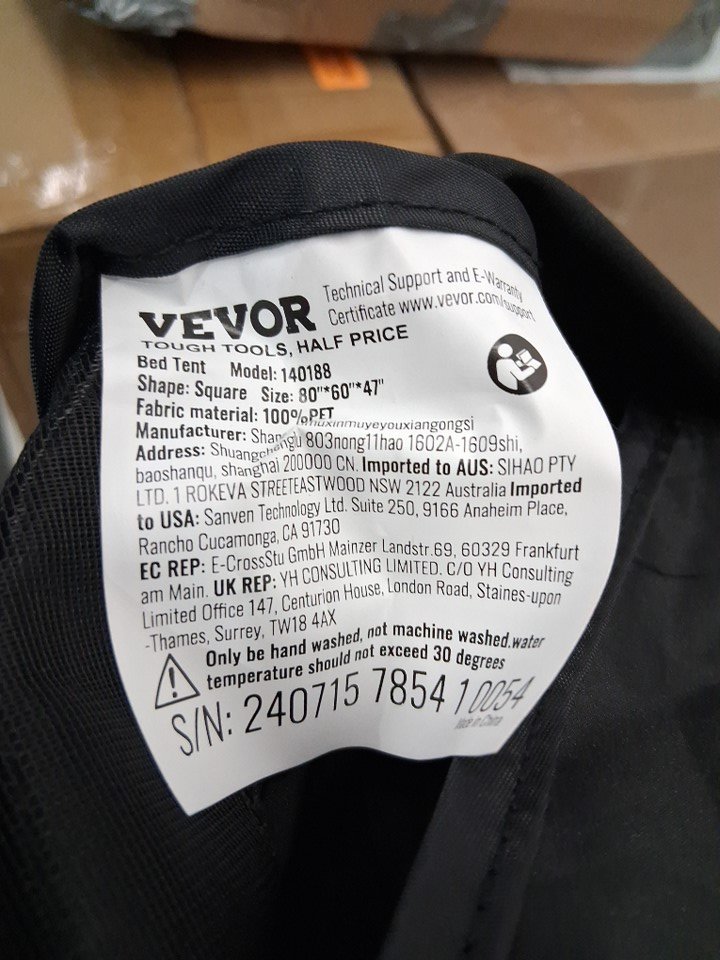 VEVOR
Technical Support and E-Warranty
Certificate www.vevor.com/support
TOUGH TOOLS, HALF PRICE
Bed Tent Model: 140188
Shape: Square Size: 80"*60"*47"
Fabric material: 100%PET
Manufacturer: Shanghaimuxinmuyeyouxiangongsi
Address: Shuangchenglu 803nong11hao 1602A-1609shi,
baoshanqu, shanghai 200000 CN. Imported to AUS: SIHAO PTY
LTD. 1 ROKEVA STREETEASTWOOD NSW 2122 Australia Imported
to USA: Sanven Technology Ltd. Suite 250, 9166 Anaheim Place,
Rancho Cucamonga, CA 91730
EC REP: E-CrossStu GmbH Mainzer Landstr.69, 60329 Frankfurt
am Main. UK REP: YH CONSULTING LIMITED. C/O YH Consulting
Limited Office 147, Centurion House, London Road, Staines-upon
-Thames, Surrey, TW18 4AX
Only be hand washed, not machine washed.water
temperature should not exceed 30 degrees
S/N: 240715 7854 10054
Made in China